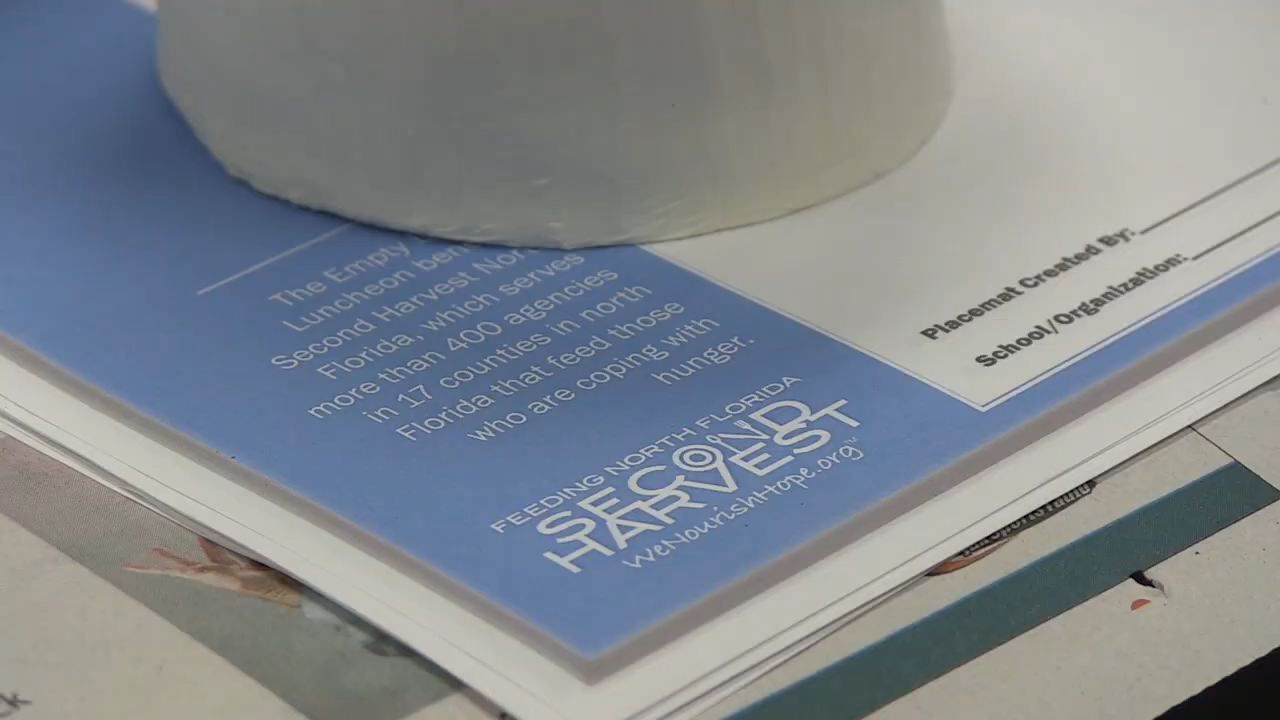 The Empty
Luncheon ben
Second Harvest Nor
Florida, which serves
more than 400 agencies
in 17 counties in north
Florida that feed those
who are coping with
hunger.
FEEDING NORTH FLORIDA
SECOND
HARVEST
WeNourishHope.org
Placemat Created By:
School/Organization: